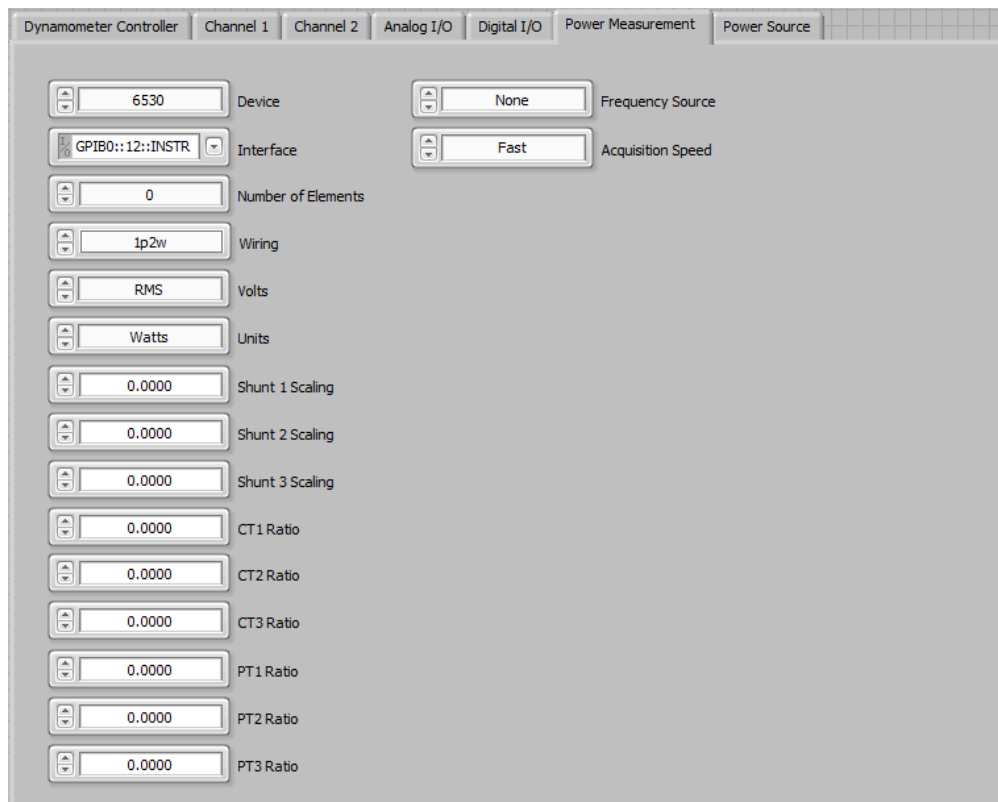 Dynamometer Controller Channel 1 Channel 2 Analog I/O Digital I/O Power Measurement Power Source
6530 Device None Frequency Source
I/O GPIB0::12::INSTR Interface Fast Acquisition Speed
0 Number of Elements
1p2w Wiring
RMS Volts
Watts Units
0.0000 Shunt 1 Scaling
0.0000 Shunt 2 Scaling
0.0000 Shunt 3 Scaling
0.0000 CT1 Ratio
0.0000 CT2 Ratio
0.0000 CT3 Ratio
0.0000 PT1 Ratio
0.0000 PT2 Ratio
0.0000 PT3 Ratio